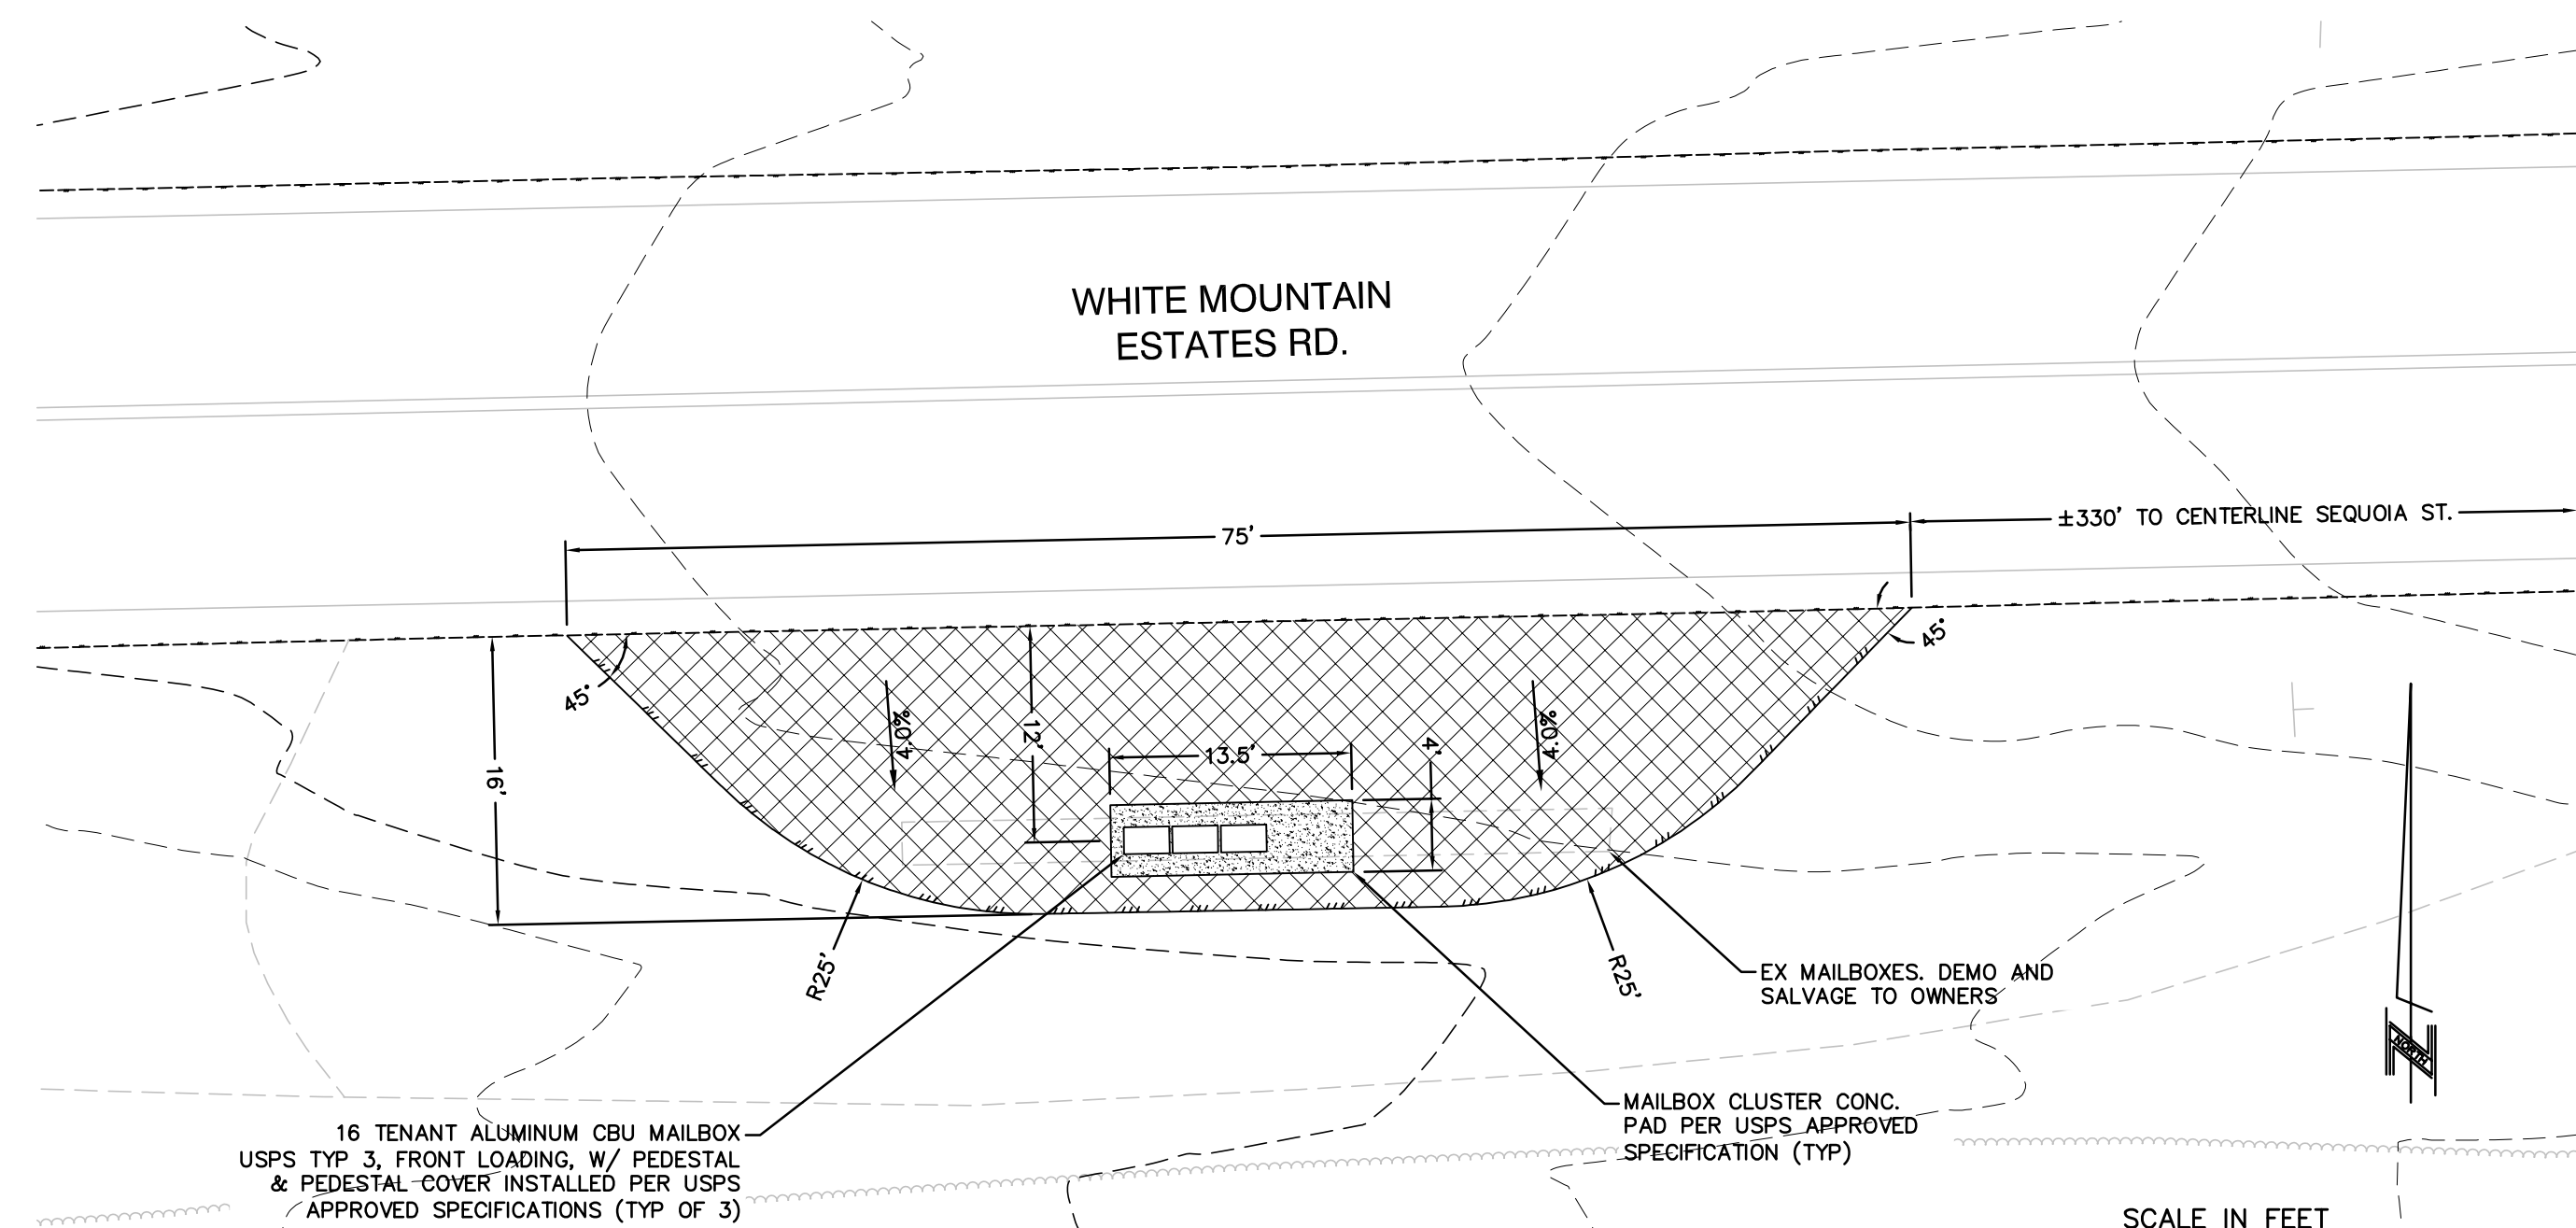 WHITE MOUNTAIN
ESTATES RD.
75'
±330' TO CENTERLINE SEQUOIA ST.
45°
45°
4.0%
12'
4.0%
13.5'
4'
16'
R25'
R25'
EX MAILBOXES. DEMO AND
SALVAGE TO OWNERS
NORTH
MAILBOX CLUSTER CONC.
PAD PER USPS APPROVED
SPECIFICATION (TYP)
16 TENANT ALUMINUM CBU MAILBOX
USPS TYP 3, FRONT LOADING, W/ PEDESTAL
& PEDESTAL COVER INSTALLED PER USPS
APPROVED SPECIFICATIONS (TYP OF 3)
SCALE IN FEET